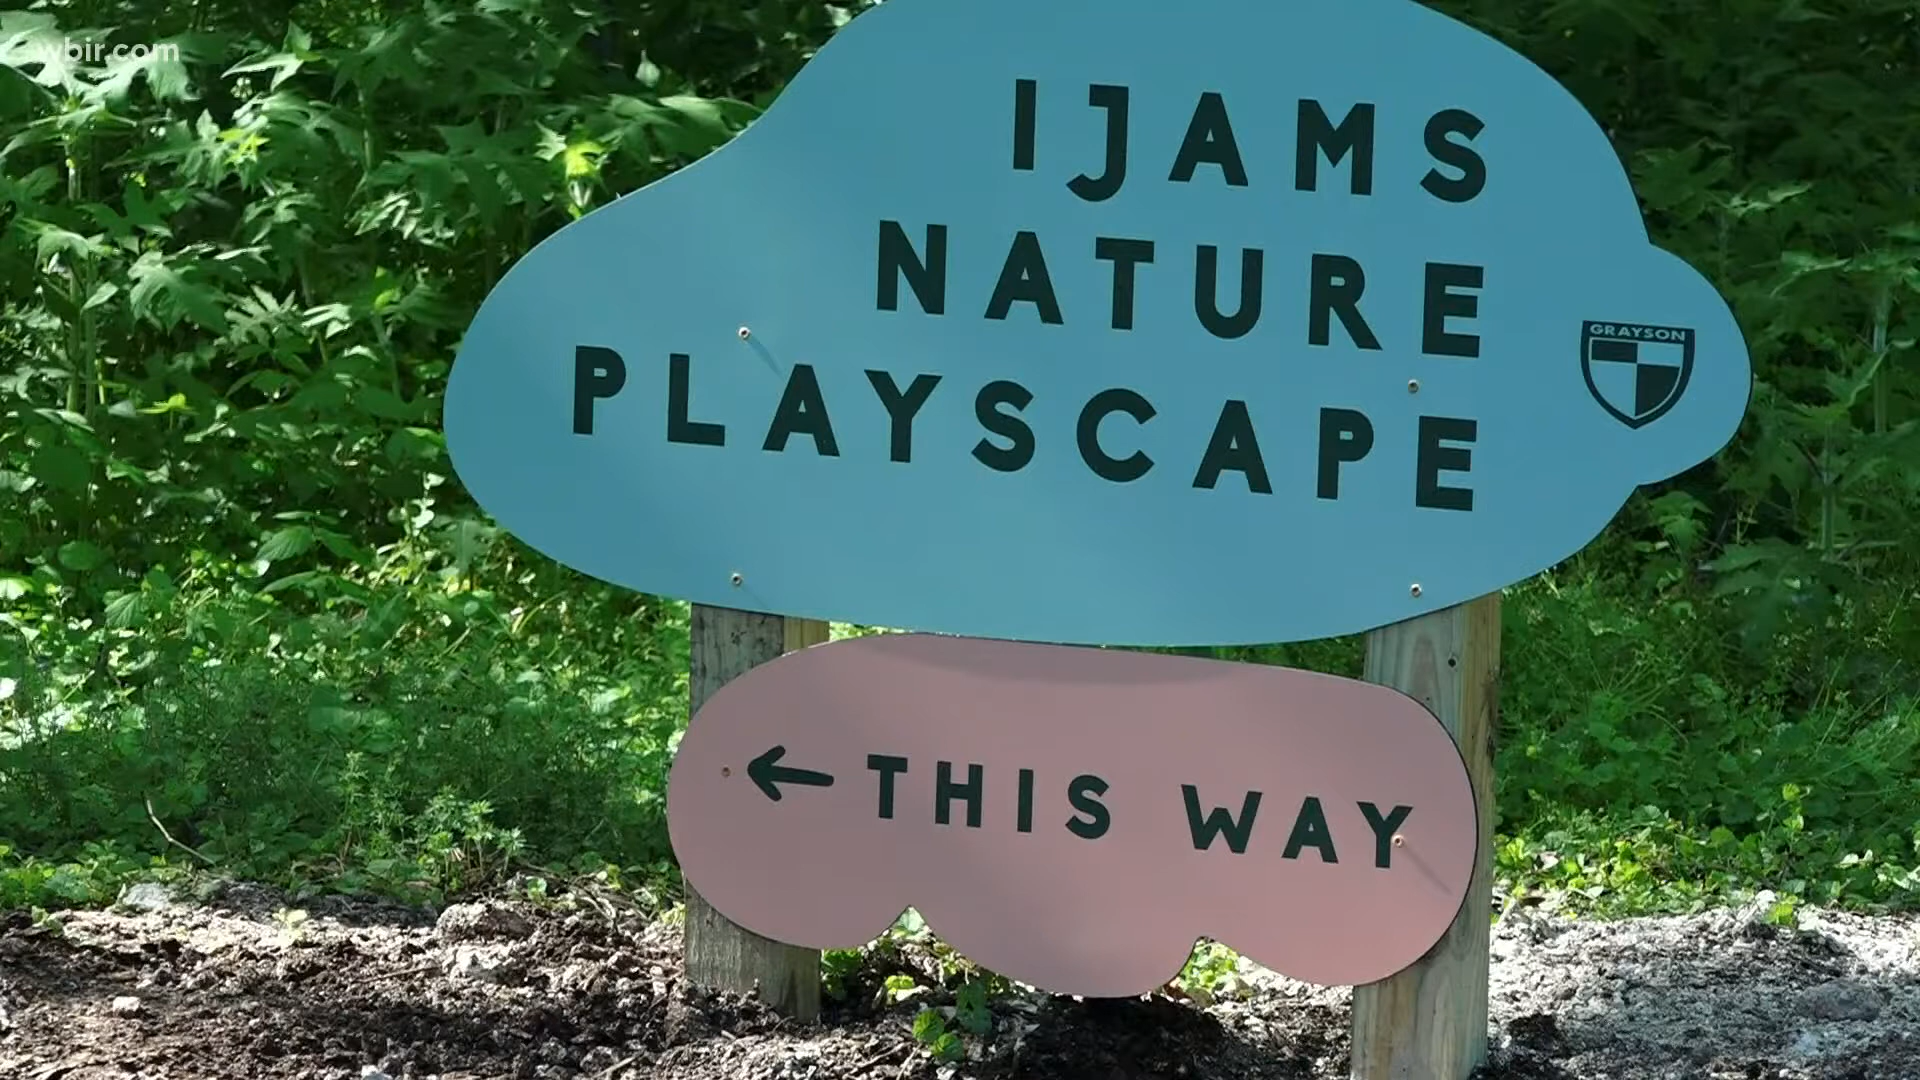 wbir.com
IJAMS
NATURE
PLAYSCAPE
GRAYSON
← THIS WAY